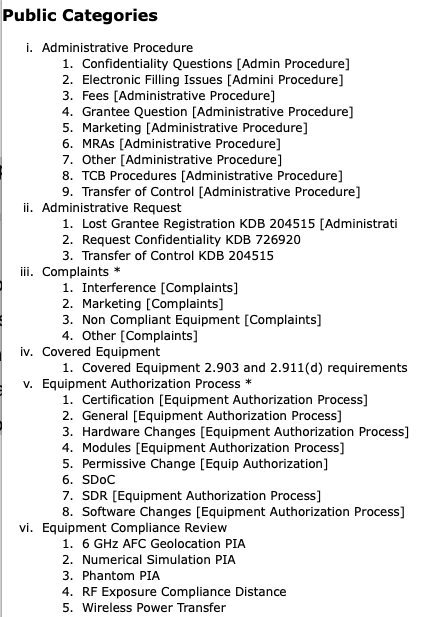 Public Categories
i. Administrative Procedure
1. Confidentiality Questions [Admin Procedure]
2. Electronic Filling Issues [Admini Procedure]
3. Fees [Administrative Procedure]
4. Grantee Question [Administrative Procedure]
5. Marketing [Administrative Procedure]
6. MRAs [Administrative Procedure]
7. Other [Administrative Procedure]
8. TCB Procedures [Administrative Procedure]
9. Transfer of Control [Administrative Procedure]
ii. Administrative Request
1. Lost Grantee Registration KDB 204515 [Administrati
2. Request Confidentiality KDB 726920
3. Transfer of Control KDB 204515
iii. Complaints *
1. Interference [Complaints]
2. Marketing [Complaints]
3. Non Compliant Equipment [Complaints]
4. Other [Complaints]
iv. Covered Equipment
1. Covered Equipment 2.903 and 2.911(d) requirements
v. Equipment Authorization Process *
1. Certification [Equipment Authorization Process]
2. General [Equipment Authorization Process]
3. Hardware Changes [Equipment Authorization Process]
4. Modules [Equipment Authorization Process]
5. Permissive Change [Equip Authorization]
6. SDoC
7. SDR [Equipment Authorization Process]
8. Software Changes [Equipment Authorization Process]
vi. Equipment Compliance Review
1. 6 GHz AFC Geolocation PIA
2. Numerical Simulation PIA
3. Phantom PIA
4. RF Exposure Compliance Distance
5. Wireless Power Transfer